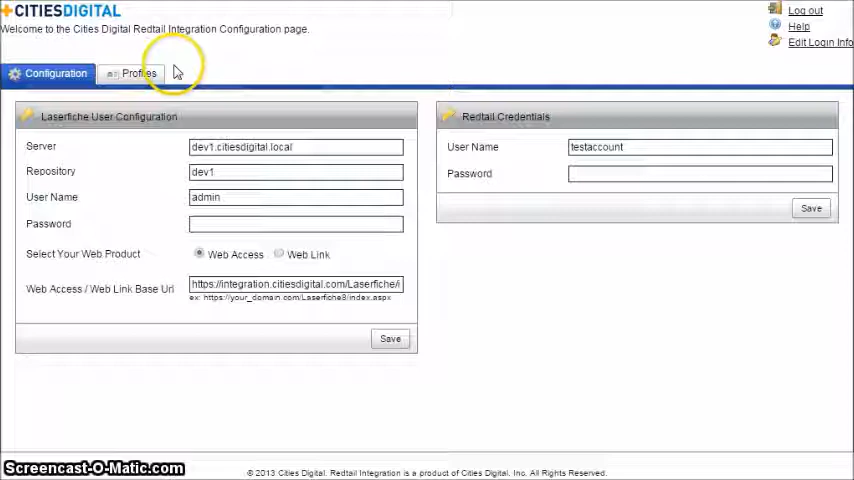 CITIESDIGITAL
Log out
Welcome to the Cities Digital Redtail Integration Configuration page.
Help
Edit Login Info
Configuration
Profiles
Laserfiche User Configuration
Server
dev1.citiesdigital.local
Repository
dev1
User Name
admin
Password
Select Your Web Product
Web Access
Web Link
Web Access / Web Link Base Url
https://integration.citiesdigital.com/Laserfiche/i
ex: https://your_domain.com/Laserfiche8/index.aspx
Save
Redtail Credentials
User Name
testaccount
Password
Save
Screencast-O-Matic.com
© 2013 Cities Digital. Redtail Integration is a product of Cities Digital, Inc. All Rights Reserved.